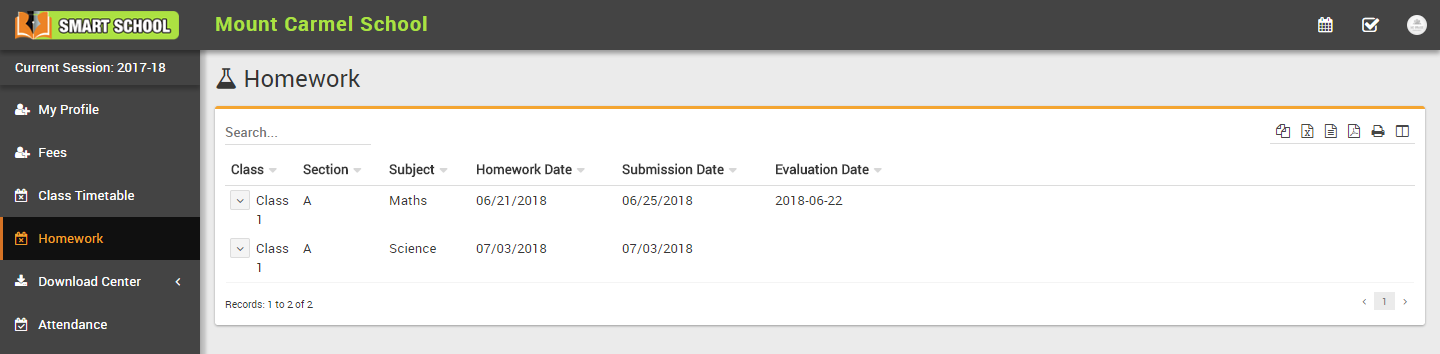 SMART SCHOOL
Mount Carmel School
Current Session: 2017-18
My Profile
Fees
Class Timetable
Homework
Download Center
Attendance
Homework
Search...
Class Section Subject Homework Date Submission Date Evaluation Date
Class 1 A Maths 06/21/2018 06/25/2018 2018-06-22
Class 1 A Science 07/03/2018 07/03/2018
Records: 1 to 2 of 2
1